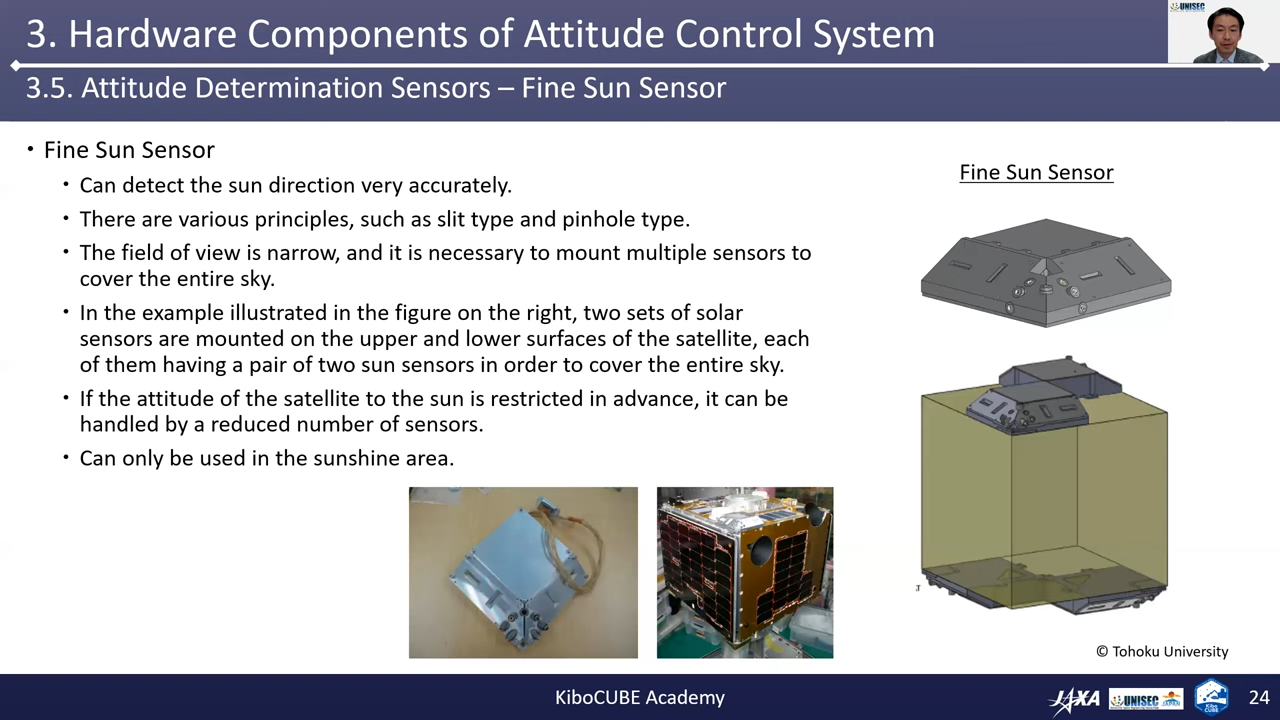 3. Hardware Components of Attitude Control System
UNISEC
3.5. Attitude Determination Sensors – Fine Sun Sensor
• Fine Sun Sensor
• Can detect the sun direction very accurately.
• There are various principles, such as slit type and pinhole type.
• The field of view is narrow, and it is necessary to mount multiple sensors to
cover the entire sky.
• In the example illustrated in the figure on the right, two sets of solar
sensors are mounted on the upper and lower surfaces of the satellite, each
of them having a pair of two sun sensors in order to cover the entire sky.
• If the attitude of the satellite to the sun is restricted in advance, it can be
handled by a reduced number of sensors.
• Can only be used in the sunshine area.
Fine Sun Sensor
© Tohoku University
KiboCUBE Academy
JAXA
UNISEC
JAPAN
Kibo
CUBE
24